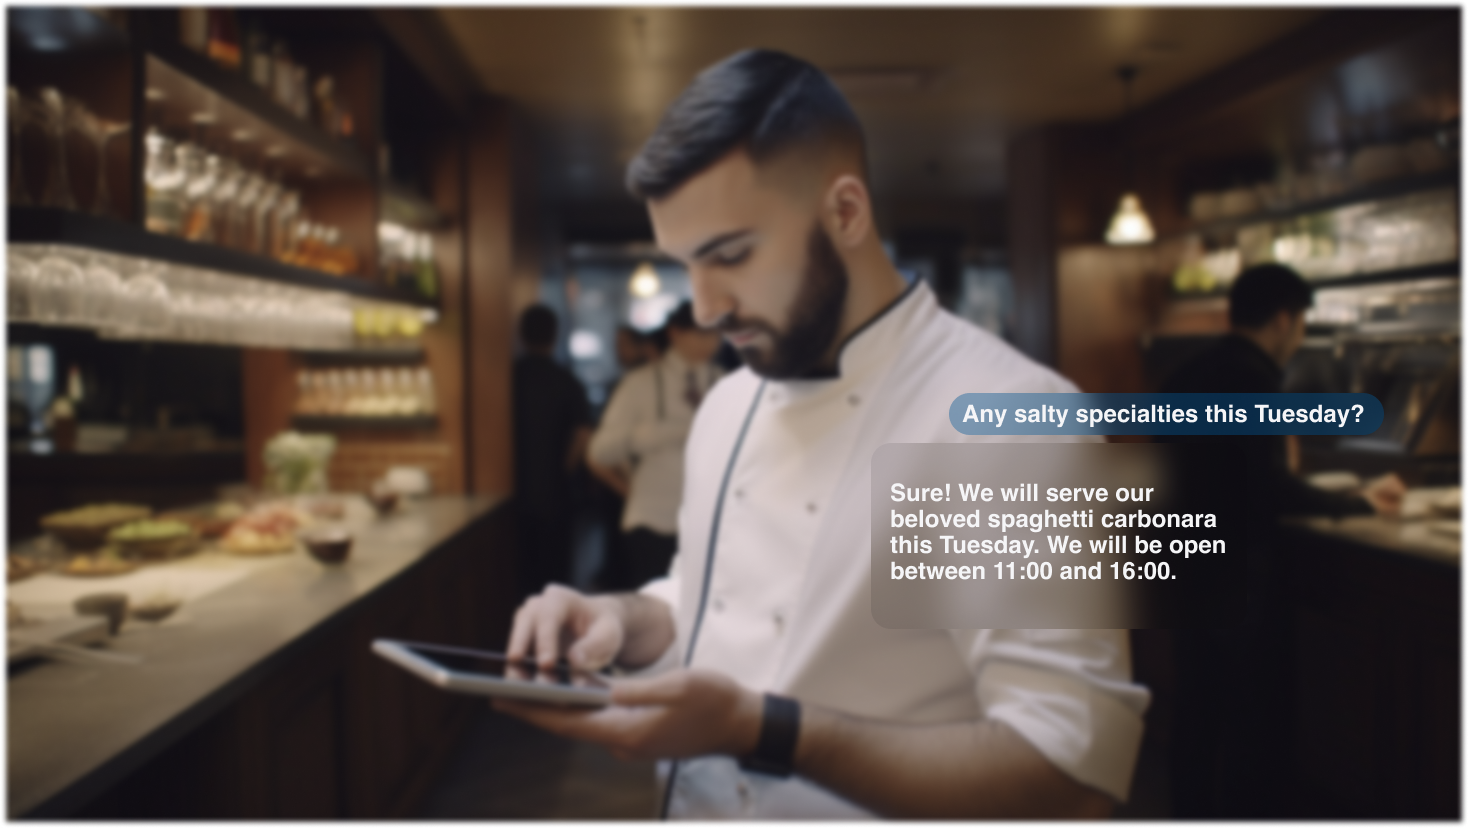 Any salty specialties this Tuesday?
Sure! We will serve our
beloved spaghetti carbonara
this Tuesday. We will be open
between 11:00 and 16:00.